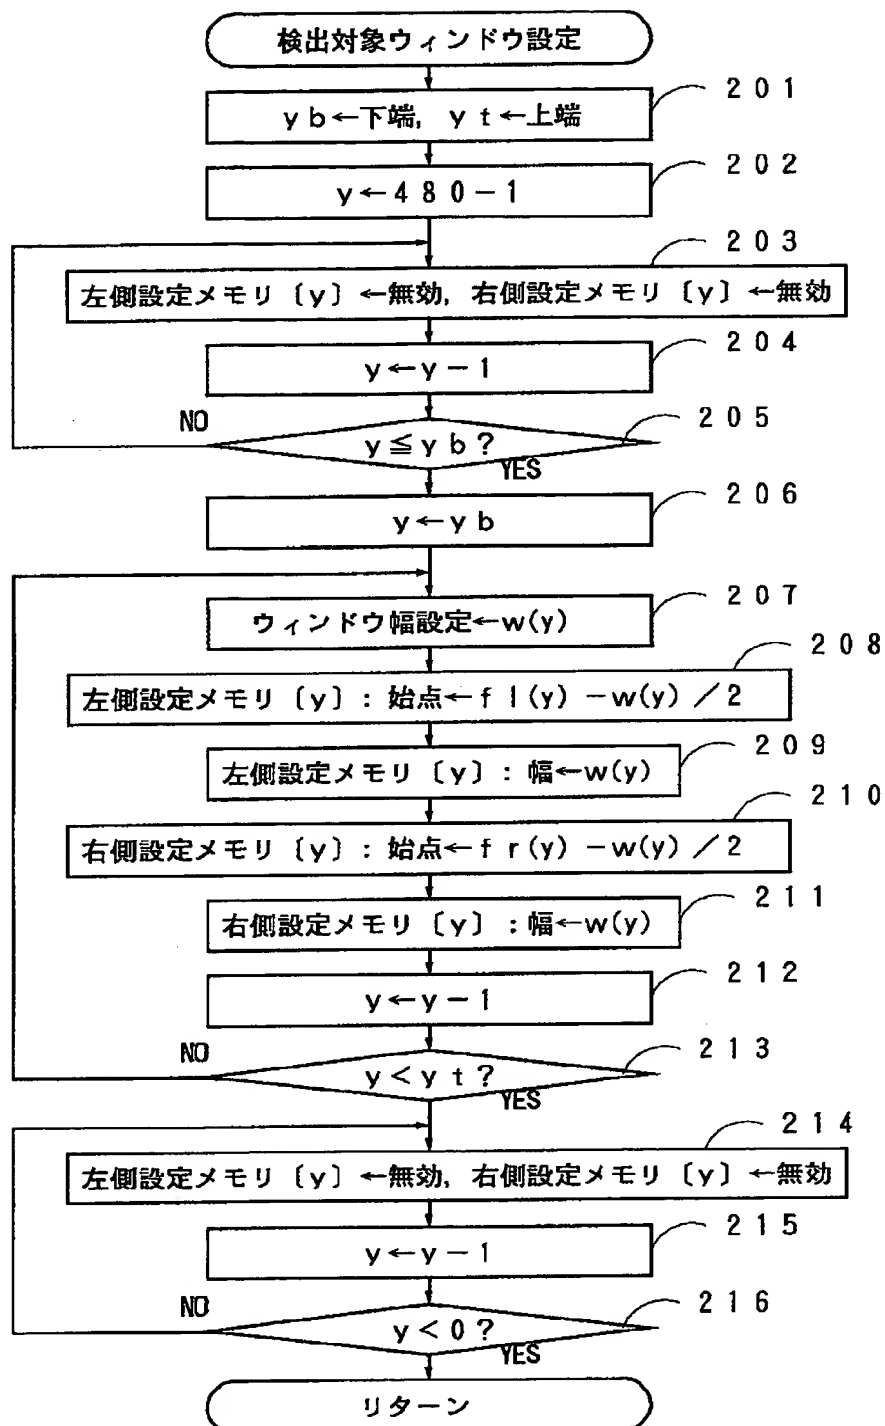 検出対象ウィンドウ設定
201
yb←下端, yt←上端
202
y←480-1
203
左側設定メモリ〔y〕←無効, 右側設定メモリ〔y〕←無効
204
y←y-1
205
NO
y≦yb?
YES
206
y←yb
207
ウィンドウ幅設定←w(y)
208
左側設定メモリ〔y〕:始点←fl(y)-w(y)/2
209
左側設定メモリ〔y〕:幅←w(y)
210
右側設定メモリ〔y〕:始点←fr(y)-w(y)/2
211
右側設定メモリ〔y〕:幅←w(y)
212
y←y-1
213
NO
y<yt?
YES
214
左側設定メモリ〔y〕←無効, 右側設定メモリ〔y〕←無効
215
y←y-1
216
NO
y<0?
YES
リターン